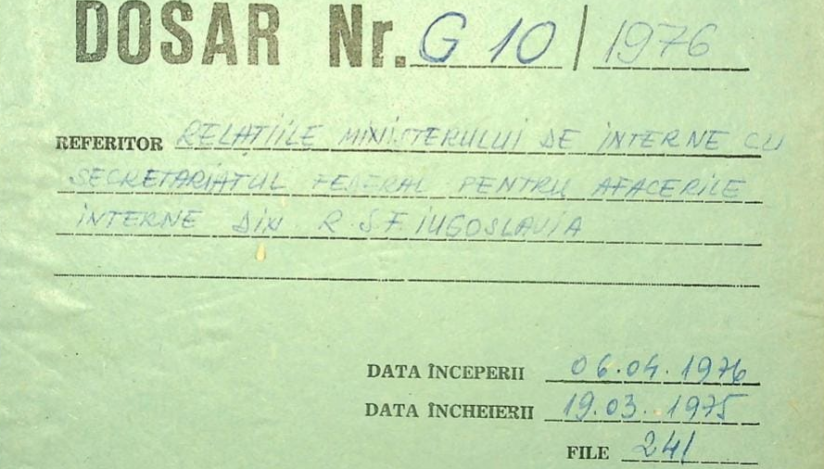 DOSAR Nr. G 10 / 1976
REFERITOR RELAȚIILE MINISTERULUI DE INTERNE CU
SECRETARIATUL FEDERAL PENTRU AFACERILE
INTERNE DIN R.S.F. IUGOSLAVIA
DATA ÎNCEPERII 06.04.1976
DATA ÎNCHEIERII 19.03.1975
FILE 241